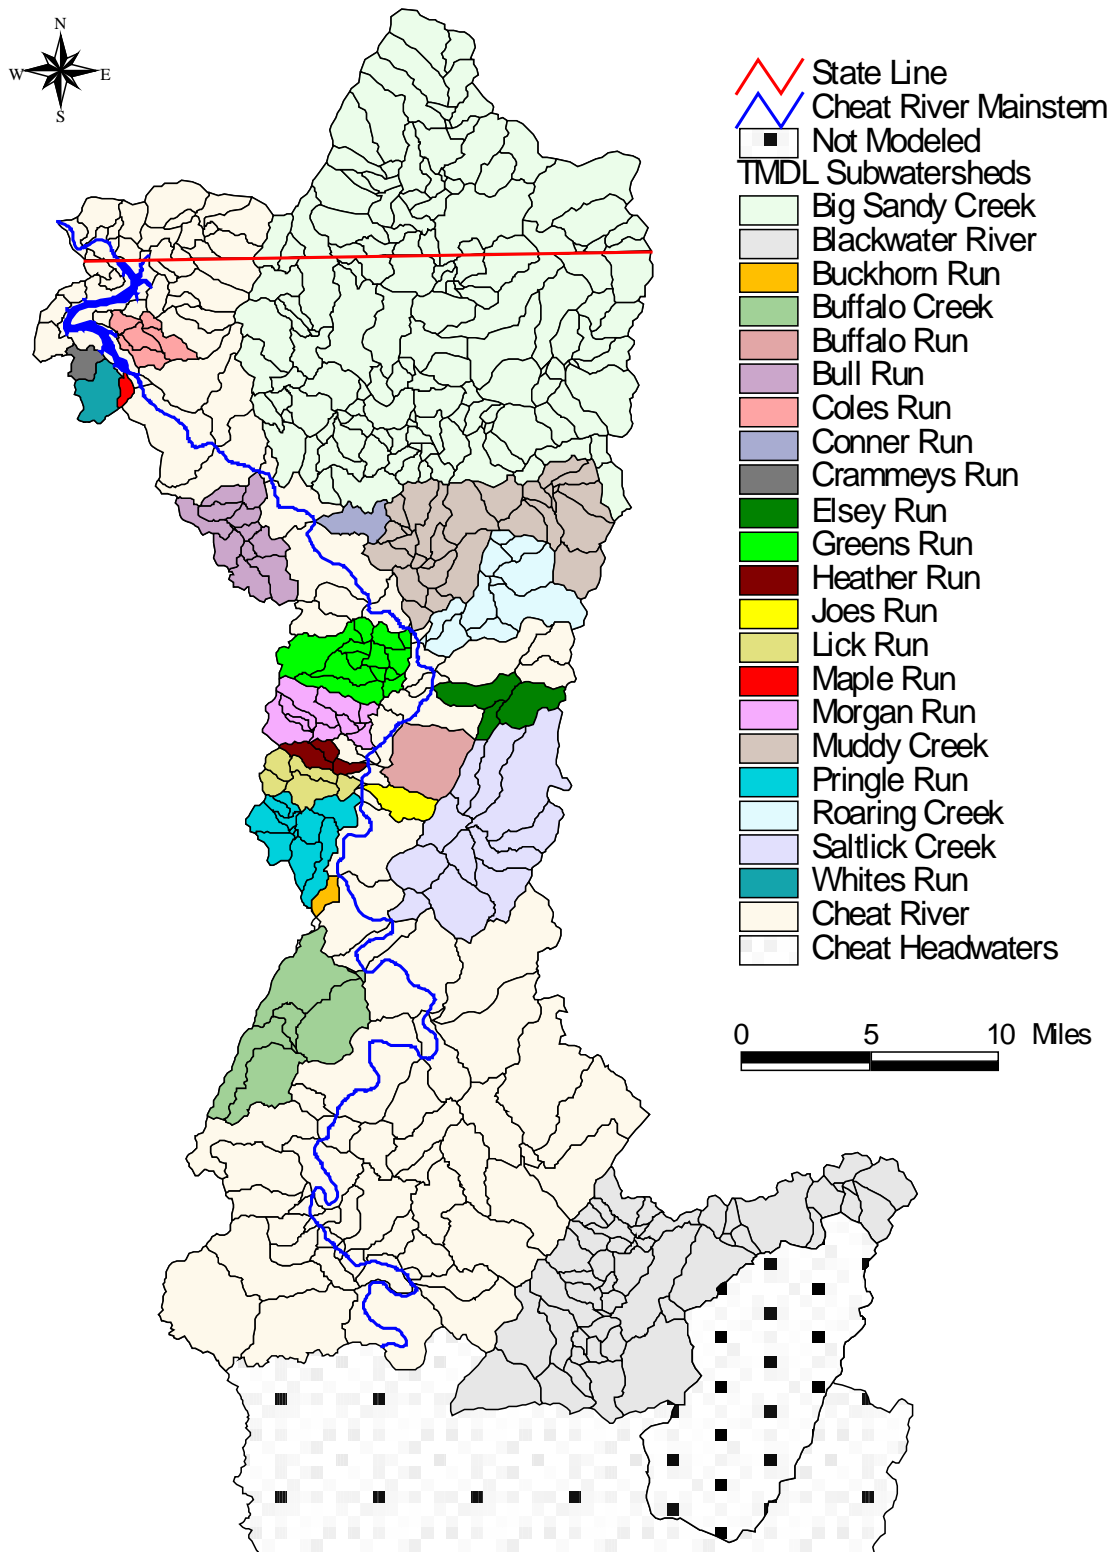 N
W E
S
State Line
Cheat River Mainstem
Not Modeled
TMDL Subwatersheds
Big Sandy Creek
Blackwater River
Buckhorn Run
Buffalo Creek
Buffalo Run
Bull Run
Coles Run
Conner Run
Crammeys Run
Elsey Run
Greens Run
Heather Run
Joes Run
Lick Run
Maple Run
Morgan Run
Muddy Creek
Pringle Run
Roaring Creek
Saltlick Creek
Whites Run
Cheat River
Cheat Headwaters
0 5 10 Miles